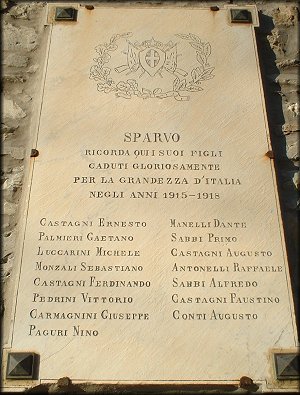 SPARVO
RICORDA QUI I SUOI FIGLI
CADUTI GLORIOSAMENTE
PER LA GRANDEZZA D'ITALIA
NEGLI ANNI 1915-1918
CASTAGNI ERNESTO
PALMIERI GAETANO
LUCCARINI MICHELE
MONZALI SEBASTIANO
CASTAGNI FERDINANDO
PEDRINI VITTORIO
CARMAGNINI GIUSEPPE
PAGURI NINO
MANELLI DANTE
SABBI PRIMO
CASTAGNI AUGUSTO
ANTONELLI RAFFAELE
SABBI ALFREDO
CASTAGNI FAUSTINO
CONTI AUGUSTO